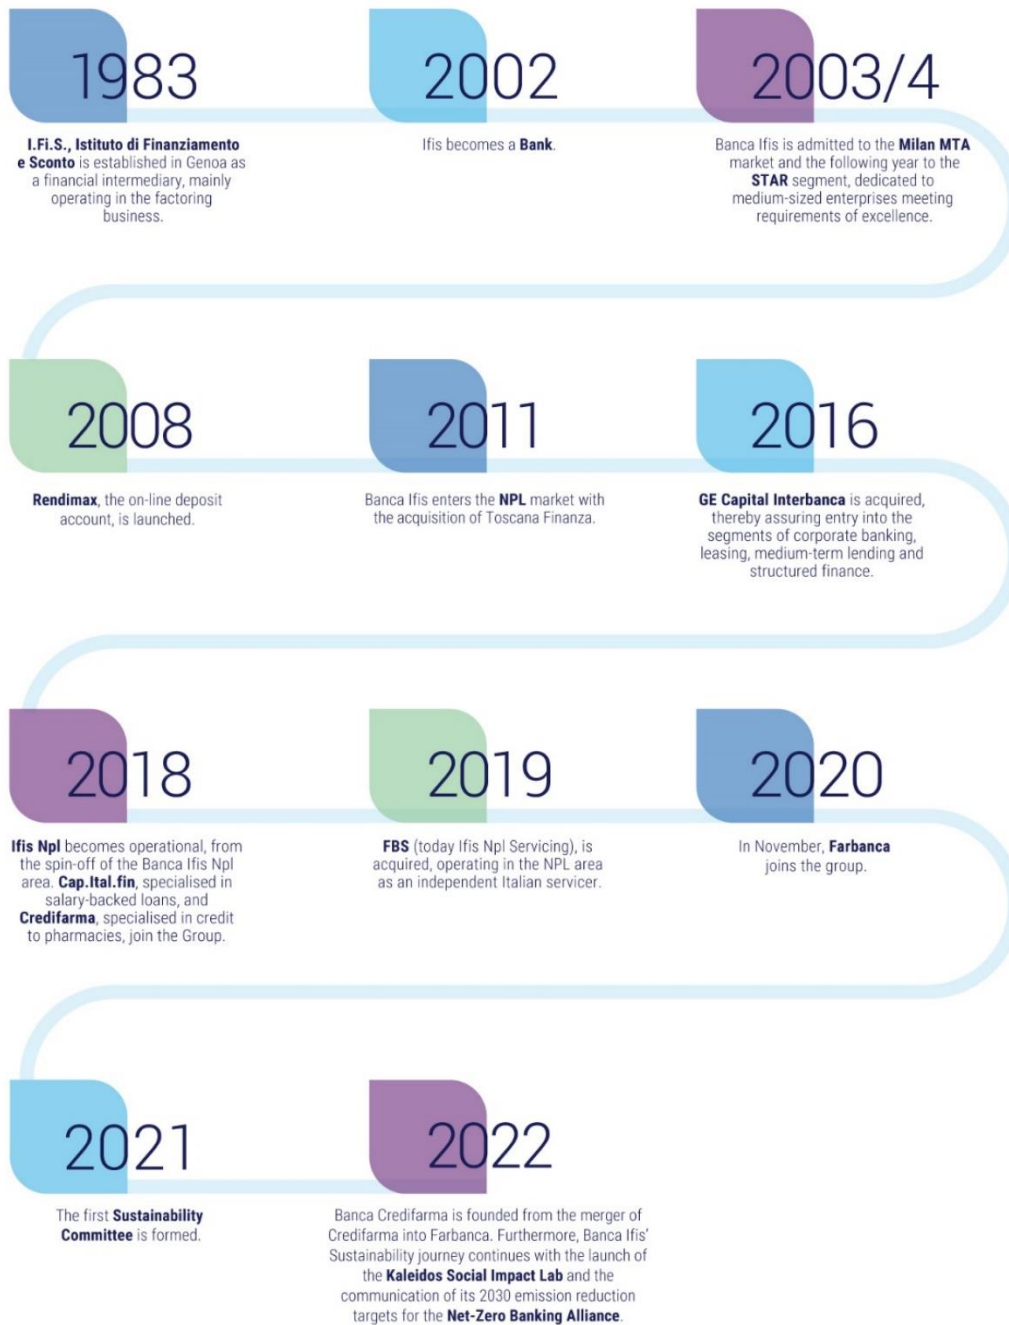 1983
I.Fi.S., Istituto di Finanziamento
e Sconto is established in Genoa as
a financial intermediary, mainly
operating in the factoring
business.
2002
Ifis becomes a Bank.
2003/4
Banca Ifis is admitted to the Milan MTA
market and the following year to the
STAR segment, dedicated to
medium-sized enterprises meeting
requirements of excellence.
2008
Rendimax, the on-line deposit
account, is launched.
2011
Banca Ifis enters the NPL market with
the acquisition of Toscana Finanza.
2016
GE Capital Interbanca is acquired,
thereby assuring entry into the
segments of corporate banking,
leasing, medium-term lending and
structured finance.
2018
Ifis Npl becomes operational, from
the spin-off of the Banca Ifis Npl
area. Cap.Ital.fin, specialised in
salary-backed loans, and
Credifarma, specialised in credit
to pharmacies, join the Group.
2019
FBS (today Ifis Npl Servicing), is
acquired, operating in the NPL area
as an independent Italian servicer.
2020
In November, Farbanca
joins the group.
2021
The first Sustainability
Committee is formed.
2022
Banca Credifarma is founded from the merger of
Credifarma into Farbanca. Furthermore, Banca Ifis'
Sustainability journey continues with the launch of
the Kaleidos Social Impact Lab and the
communication of its 2030 emission reduction
targets for the Net-Zero Banking Alliance.